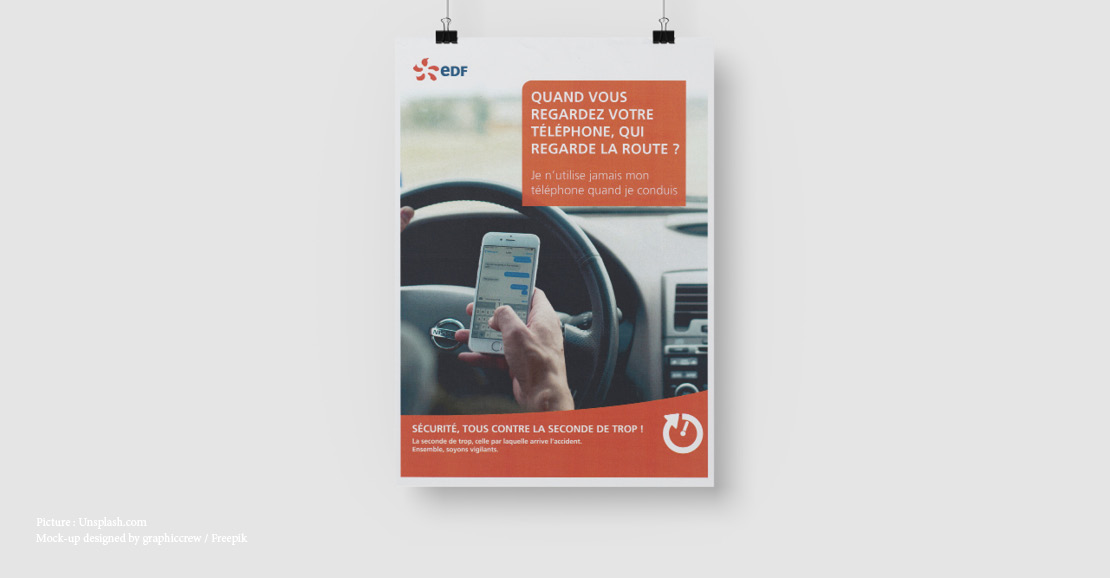 eDF
QUAND VOUS
REGARDEZ VOTRE
TÉLÉPHONE, QUI
REGARDE LA ROUTE ?
Je n'utilise jamais mon
téléphone quand je conduis
SÉCURITÉ, TOUS CONTRE LA SECONDE DE TROP !
La seconde de trop, celle par laquelle arrive l'accident.
Ensemble, soyons vigilants.
Picture : Unsplash.com
Mock-up designed by graphiccrew / Freepik